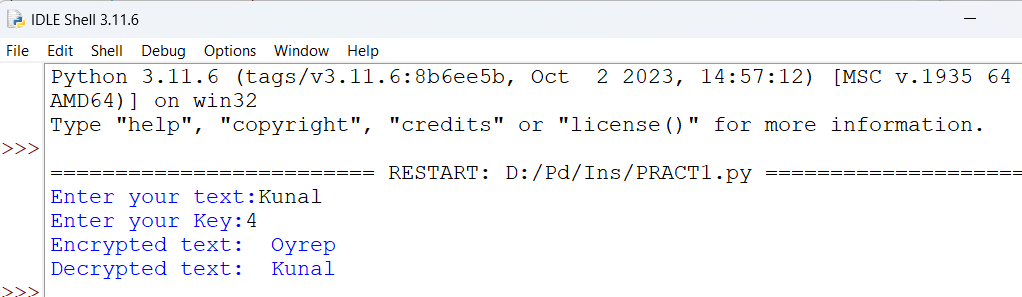 IDLE Shell 3.11.6
File Edit Shell Debug Options Window Help
Python 3.11.6 (tags/v3.11.6:8b6ee5b, Oct  2 2023, 14:57:12) [MSC v.1935 64
AMD64)] on win32
Type "help", "copyright", "credits" or "license()" for more information.
>>>
========================= RESTART: D:/Pd/Ins/PRACT1.py ====================
Enter your text:Kunal
Enter your Key:4
Encrypted text:  Oyrep
Decrypted text:  Kunal
>>>